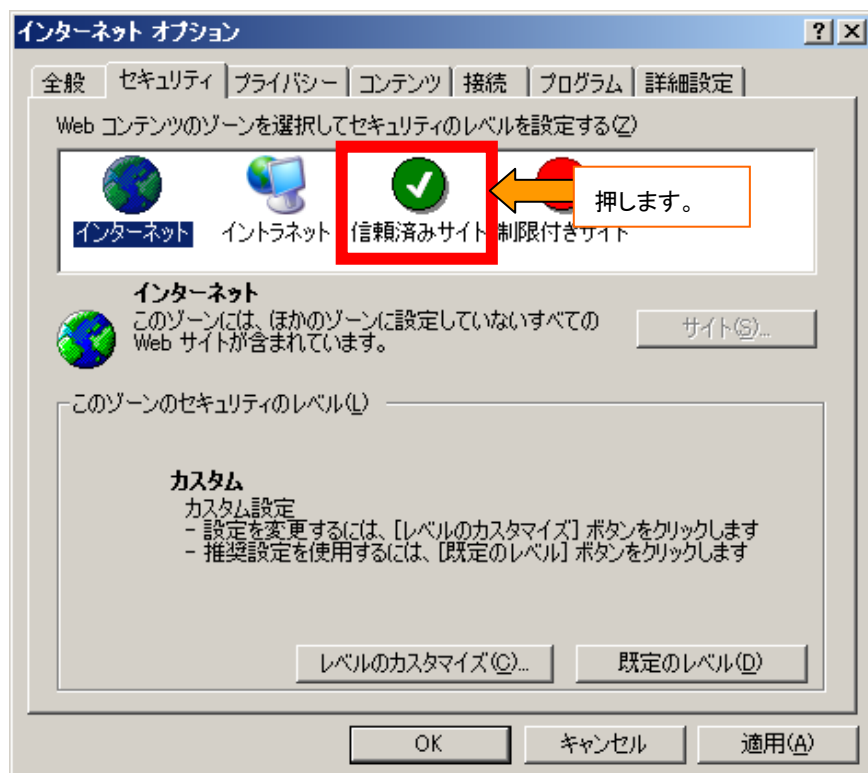 インターネット オプション
全般 セキュリティ プライバシー コンテンツ 接続 プログラム 詳細設定
Web コンテンツのゾーンを選択してセキュリティのレベルを設定する(Z)
押します。
インターネット イントラネット 信頼済みサイト 制限付きサイト
インターネット
このゾーンには、ほかのゾーンに設定していないすべての
Web サイトが含まれています。
サイト(S)...
このゾーンのセキュリティのレベル(L)
カスタム
カスタム設定
- 設定を変更するには、[レベルのカスタマイズ] ボタンをクリックします
- 推奨設定を使用するには、[既定のレベル] ボタンをクリックします
レベルのカスタマイズ(C)... 既定のレベル(D)
OK キャンセル 適用(A)